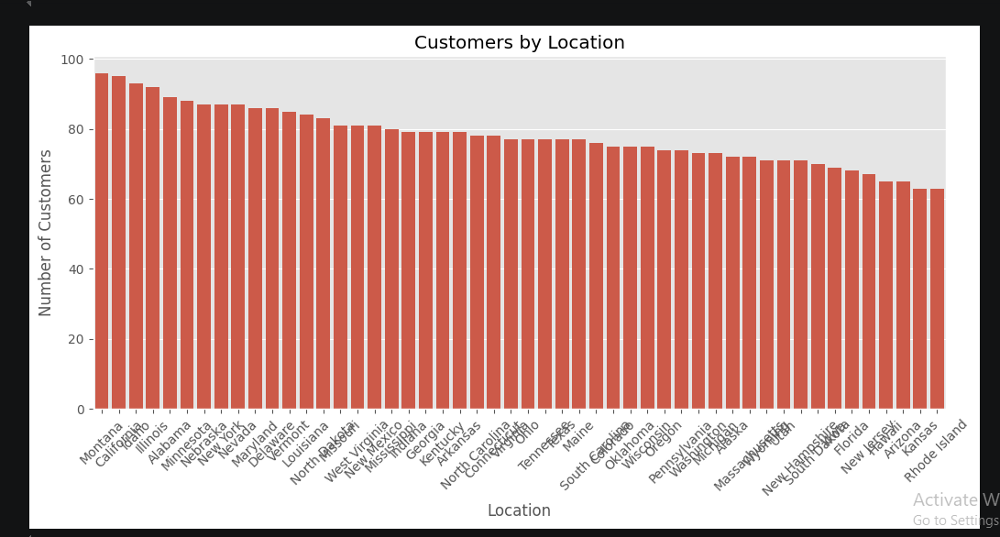 Customers by Location
Number of Customers
100
80
60
40
20
0
Montana
California
Idaho
Illinois
Alabama
Minnesota
Nebraska
New York
Nevada
Maryland
Delaware
Vermont
Louisiana
North Dakota
Missouri
West Virginia
New Mexico
Mississippi
Indiana
Georgia
Kentucky
Arkansas
North Carolina
Connecticut
Virginia
Ohio
Tennessee
Texas
Maine
South Carolina
Colorado
Oklahoma
Wisconsin
Oregon
Pennsylvania
Washington
Michigan
Alaska
Massachusetts
Wyoming
Utah
New Hampshire
South Dakota
Iowa
Florida
New Jersey
Hawaii
Arizona
Kansas
Rhode Island
Location
Activate W
Go to Settings